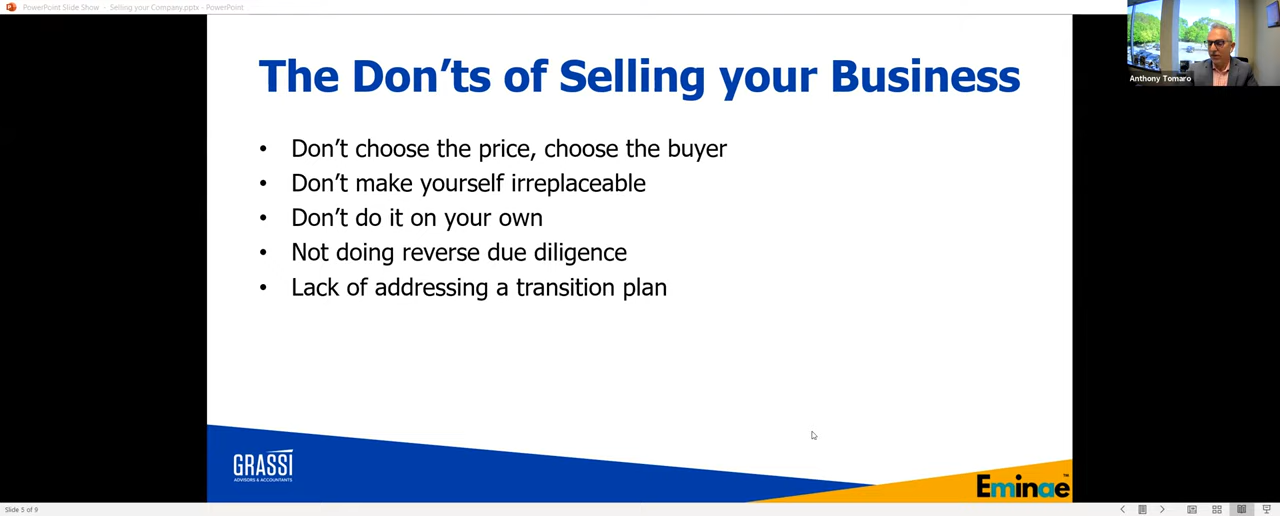 PowerPoint Slide Show - Selling your Company.pptx - PowerPoint
Anthony Tomaro
The Don'ts of Selling your Business
• Don't choose the price, choose the buyer
• Don't make yourself irreplaceable
• Don't do it on your own
• Not doing reverse due diligence
• Lack of addressing a transition plan
GRASSI
ADVISORS & ACCOUNTANTS
Eminae™
Slide 5 of 9